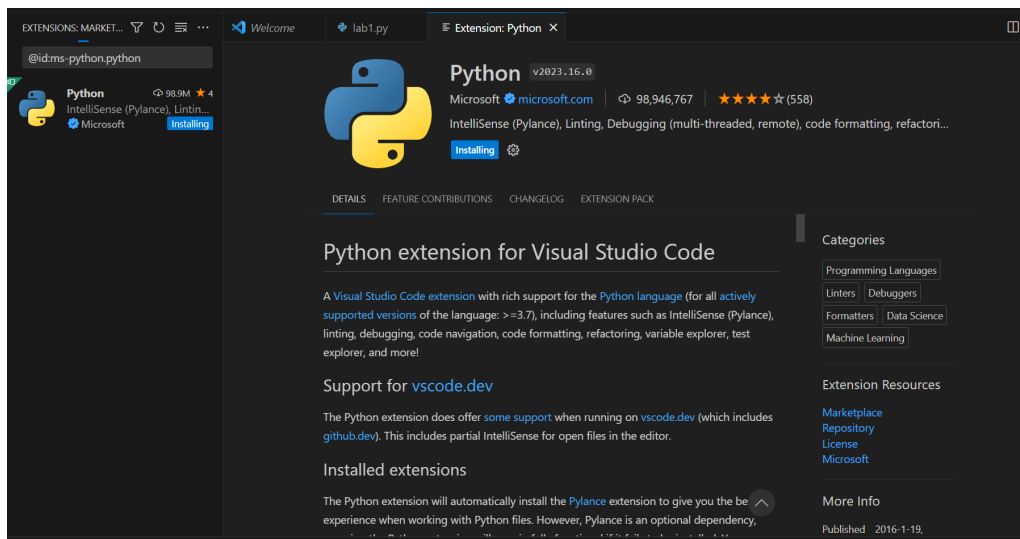 EXTENSIONS: MARKET...
Welcome
lab1.py
Extension: Python
@id:ms-python.python
Python 98.9M 4
IntelliSense (Pylance), Lintin...
Microsoft Installing
Python v2023.16.0
Microsoft microsoft.com 98,946,767 (558)
IntelliSense (Pylance), Linting, Debugging (multi-threaded, remote), code formatting, refactori...
Installing
DETAILS FEATURE CONTRIBUTIONS CHANGELOG EXTENSION PACK
Python extension for Visual Studio Code
A Visual Studio Code extension with rich support for the Python language (for all actively
supported versions of the language: >=3.7), including features such as IntelliSense (Pylance),
linting, debugging, code navigation, code formatting, refactoring, variable explorer, test
explorer, and more!
Support for vscode.dev
The Python extension does offer some support when running on vscode.dev (which includes
github.dev). This includes partial IntelliSense for open files in the editor.
Installed extensions
The Python extension will automatically install the Pylance extension to give you the be
experience when working with Python files. However, Pylance is an optional dependency,
Categories
Programming Languages
Linters Debuggers
Formatters Data Science
Machine Learning
Extension Resources
Marketplace
Repository
License
Microsoft
More Info
Published 2016-1-19,